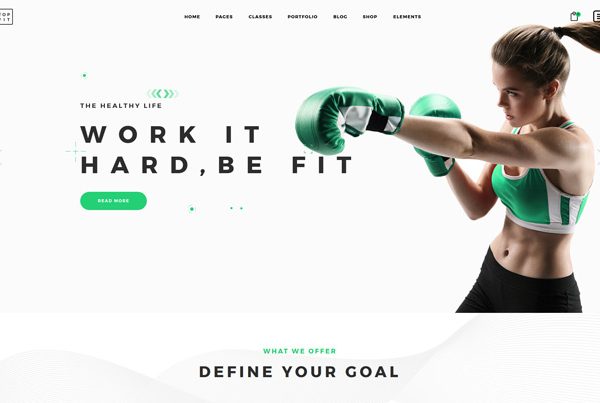 TOP
FIT
HOME PAGES CLASSES PORTFOLIO BLOG SHOP ELEMENTS
THE HEALTHY LIFE
WORK IT
HARD,BE FIT
READ MORE
WHAT WE OFFER
DEFINE YOUR GOAL